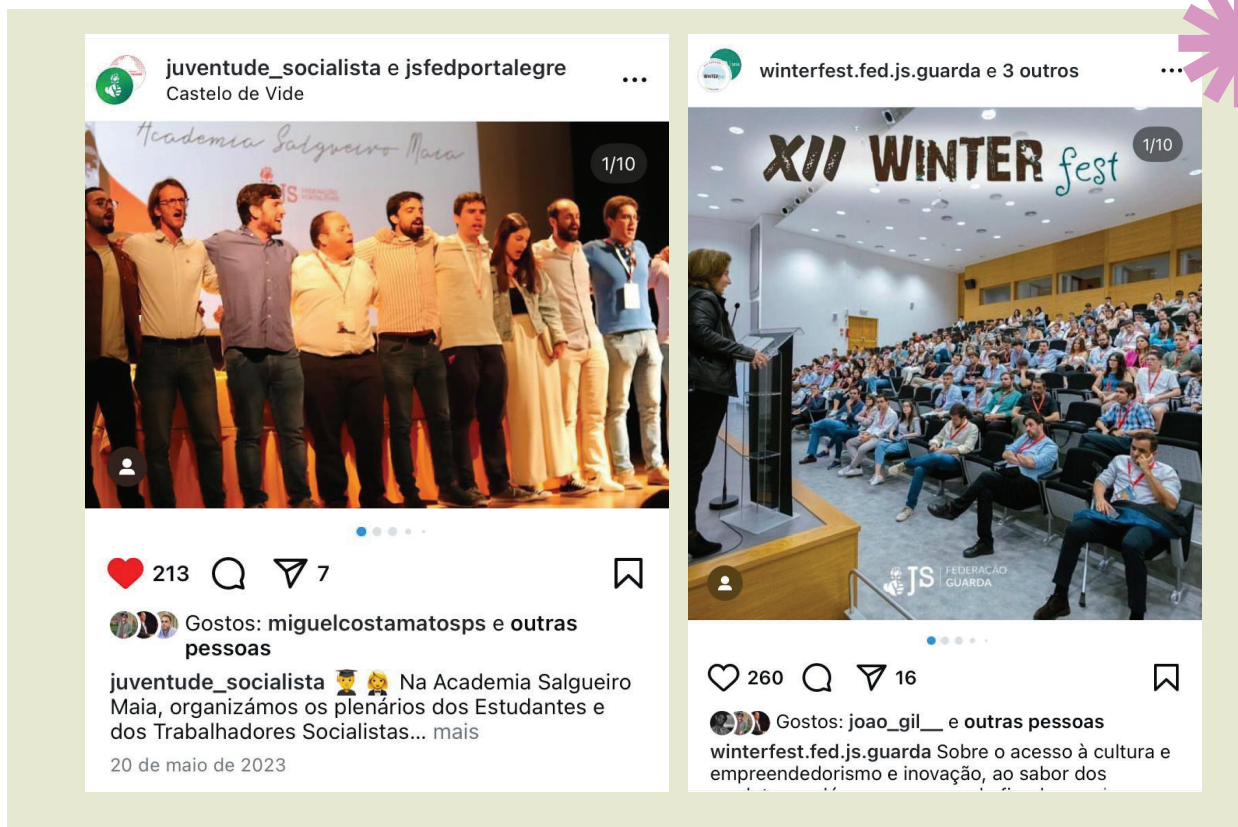 juventude_socialista e jsfedportalegre
Castelo de Vide
Academia Salgueiro Maia
JS FEDERAÇÃO
1/10
213
7
Gostos: miguelcostamatosps e outras
pessoas
juventude_socialista 👨‍🎓 👩‍🎓 Na Academia Salgueiro
Maia, organizámos os plenários dos Estudantes e
dos Trabalhadores Socialistas... mais
20 de maio de 2023
winterfest.fed.js.guarda e 3 outros
XII WINTER fest
1/10
JS FEDERAÇÃO
GUARDA
260
16
Gostos: joao_gil__ e outras pessoas
winterfest.fed.js.guarda Sobre o acesso à cultura e
empreendedorismo e inovação, ao sabor dos